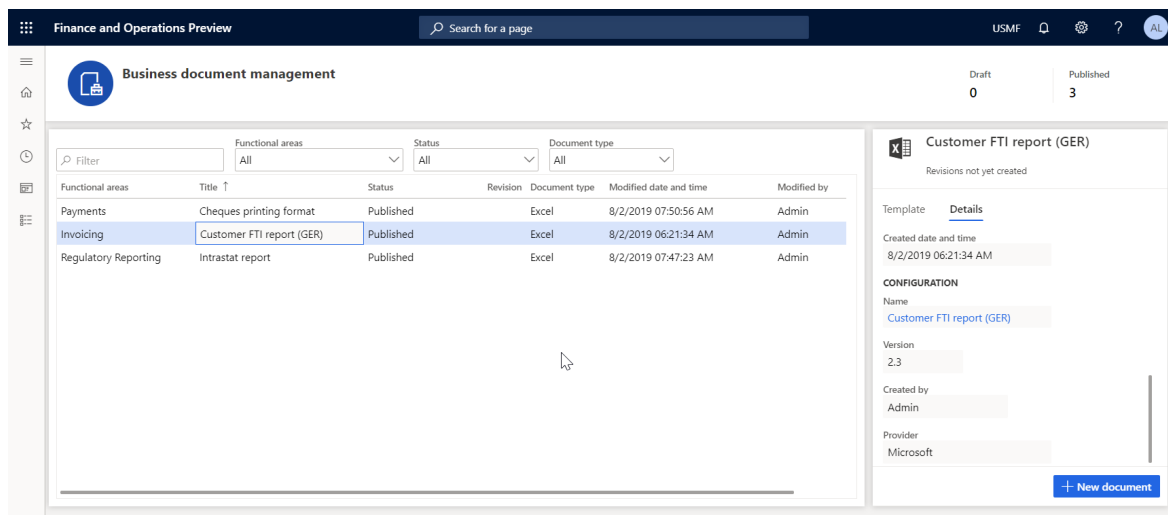 Finance and Operations Preview
Search for a page
USMF
?
AL
Business document management
Draft
0
Published
3
Functional areas
Status
Document type
Filter
All
All
All
Functional areas Title ↑ Status Revision Document type Modified date and time Modified by
Payments Cheques printing format Published Excel 8/2/2019 07:50:56 AM Admin
Invoicing Customer FTI report (GER) Published Excel 8/2/2019 06:21:34 AM Admin
Regulatory Reporting Intrastat report Published Excel 8/2/2019 07:47:23 AM Admin
Customer FTI report (GER)
Revisions not yet created
Template Details
Created date and time
8/2/2019 06:21:34 AM
CONFIGURATION
Name
Customer FTI report (GER)
Version
2.3
Created by
Admin
Provider
Microsoft
+ New document